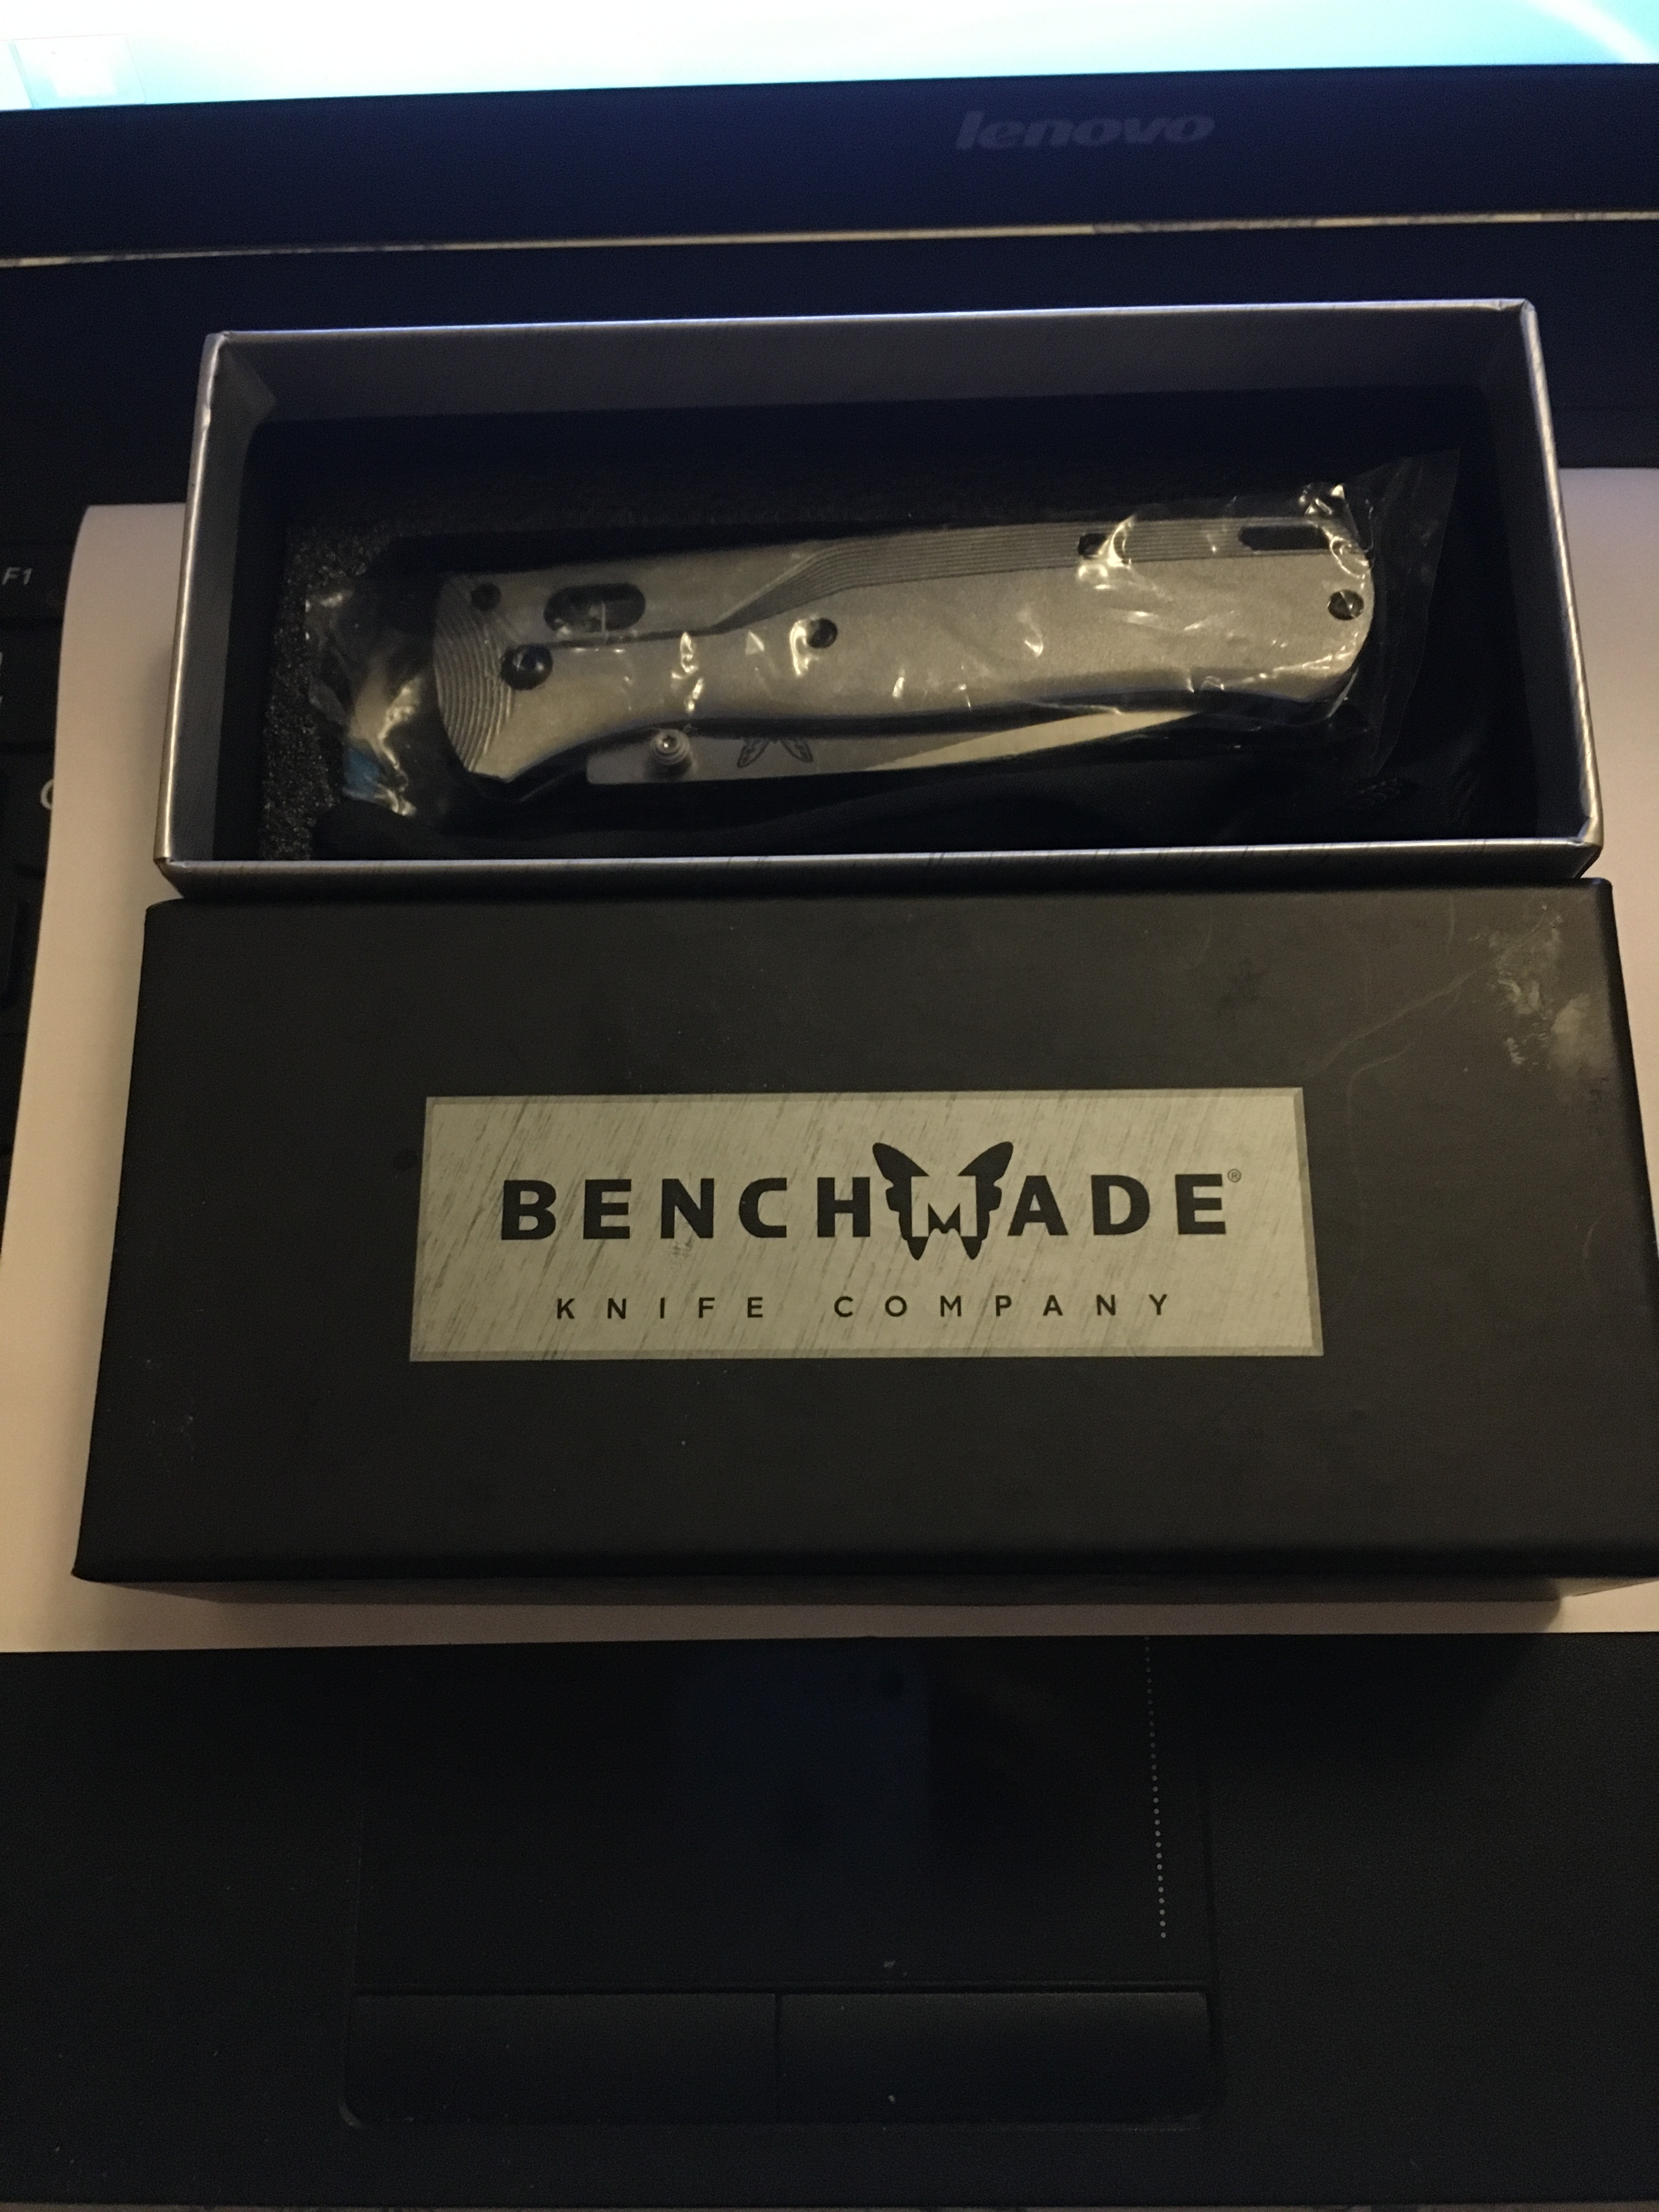 lenovo
F1
BENCHMADE®
KNIFE COMPANY